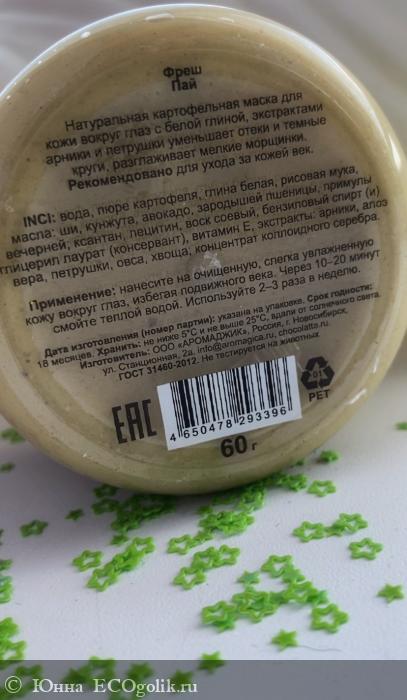 Фреш
Пай
Натуральная картофельная маска для
кожи вокруг глаз с белой глиной, экстрактами
арники и петрушки уменьшает отеки и темные
круги, разглаживает мелкие морщинки.
Рекомендовано для ухода за кожей век.
INCI: вода, пюре картофеля, глина белая, рисовая мука,
масла: ши, кунжута, авокадо, зародышей пшеницы, примулы
вечерней; ксантан, лецитин, воск соевый, бензиловый спирт (и)
глицерил лаурат (консервант), витамин Е, экстракты: арники, алоэ
вера, петрушки, овса, хвоща; концентрат коллоидного серебра.
Применение: нанесите на очищенную, слегка увлажненную
кожу вокруг глаз, избегая подвижного века. Через 10–20 минут
смойте теплой водой. Используйте 2–3 раза в неделю.
Дата изготовления (номер партии): указана на упаковке. Срок годности:
18 месяцев. Хранить: не ниже 5°С и не выше 25°С, вдали от солнечного света.
Изготовитель: ООО «АРОМАДЖИК», Россия, г. Новосибирск,
ул. Станционная, 2а. info@aromagica.ru, chocolatte.ru.
ГОСТ 31460-2012. Не тестируется на животных
EAC
4 650478 293396
01
PET
60 г
© Юнна ECOgolik.ru